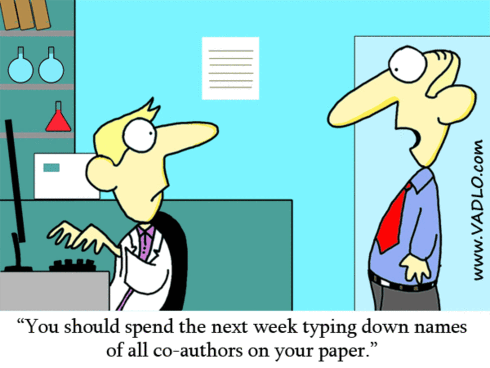 www.VADLO.com
“You should spend the next week typing down names
of all co-authors on your paper.”